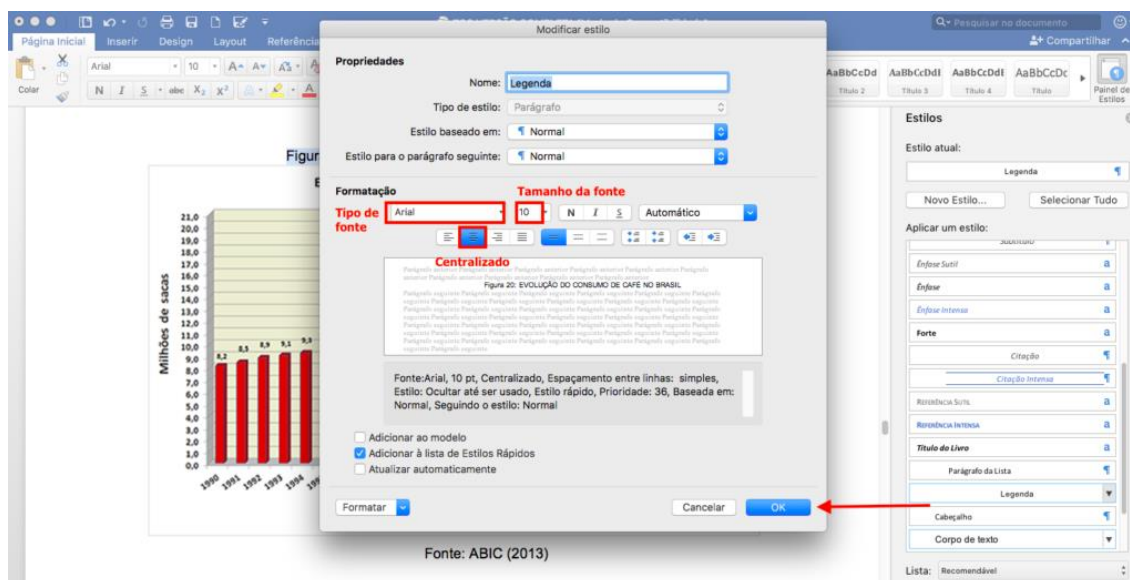 Pesquisar no documento
Página Inicial Inserir Design Layout Referência
Compartilhar
Modificar estilo
Colar
Arial 10
N I S abc X₂ X²
AaBbCcDd AaBbCcDdI AaBbCcDdI AaBbCcDc
Título 2 Título 3 Título 4 Título
Painel de Estilos
Propriedades
Nome: Legenda
Tipo de estilo: Parágrafo
Estilo baseado em: ¶ Normal
Estilo para o parágrafo seguinte: ¶ Normal
Formatação
Tamanho da fonte
Tipo de fonte
Arial 10 N I S Automático
Centralizado
Figura 20: EVOLUÇÃO DO CONSUMO DE CAFÉ NO BRASIL
Fonte:Arial, 10 pt, Centralizado, Espaçamento entre linhas: simples,
Estilo: Ocultar até ser usado, Estilo rápido, Prioridade: 36, Baseada em:
Normal, Seguindo o estilo: Normal
Adicionar ao modelo
Adicionar à lista de Estilos Rápidos
Atualizar automaticamente
Formatar
Cancelar
OK
Figur
E
Milhões de sacas
21,0
20,0
19,0
18,0
17,0
16,0
15,0
14,0
13,0
12,0
11,0
10,0
9,0
8,0
7,0
6,0
5,0
4,0
3,0
2,0
1,0
0,0
8,2 8,5 8,9 9,1 9,3
1990 1991 1992 1993 1994
Fonte: ABIC (2013)
Estilos
Estilo atual:
Legenda
Novo Estilo... Selecionar Tudo
Aplicar um estilo:
Ênfase Sutil
Ênfase
Ênfase Intensa
Forte
Citação
Citação Intensa
Referência Sutil
Referência Intensa
Título do Livro
Parágrafo da Lista
Legenda
Cabeçalho
Corpo de texto
Lista: Recomendável